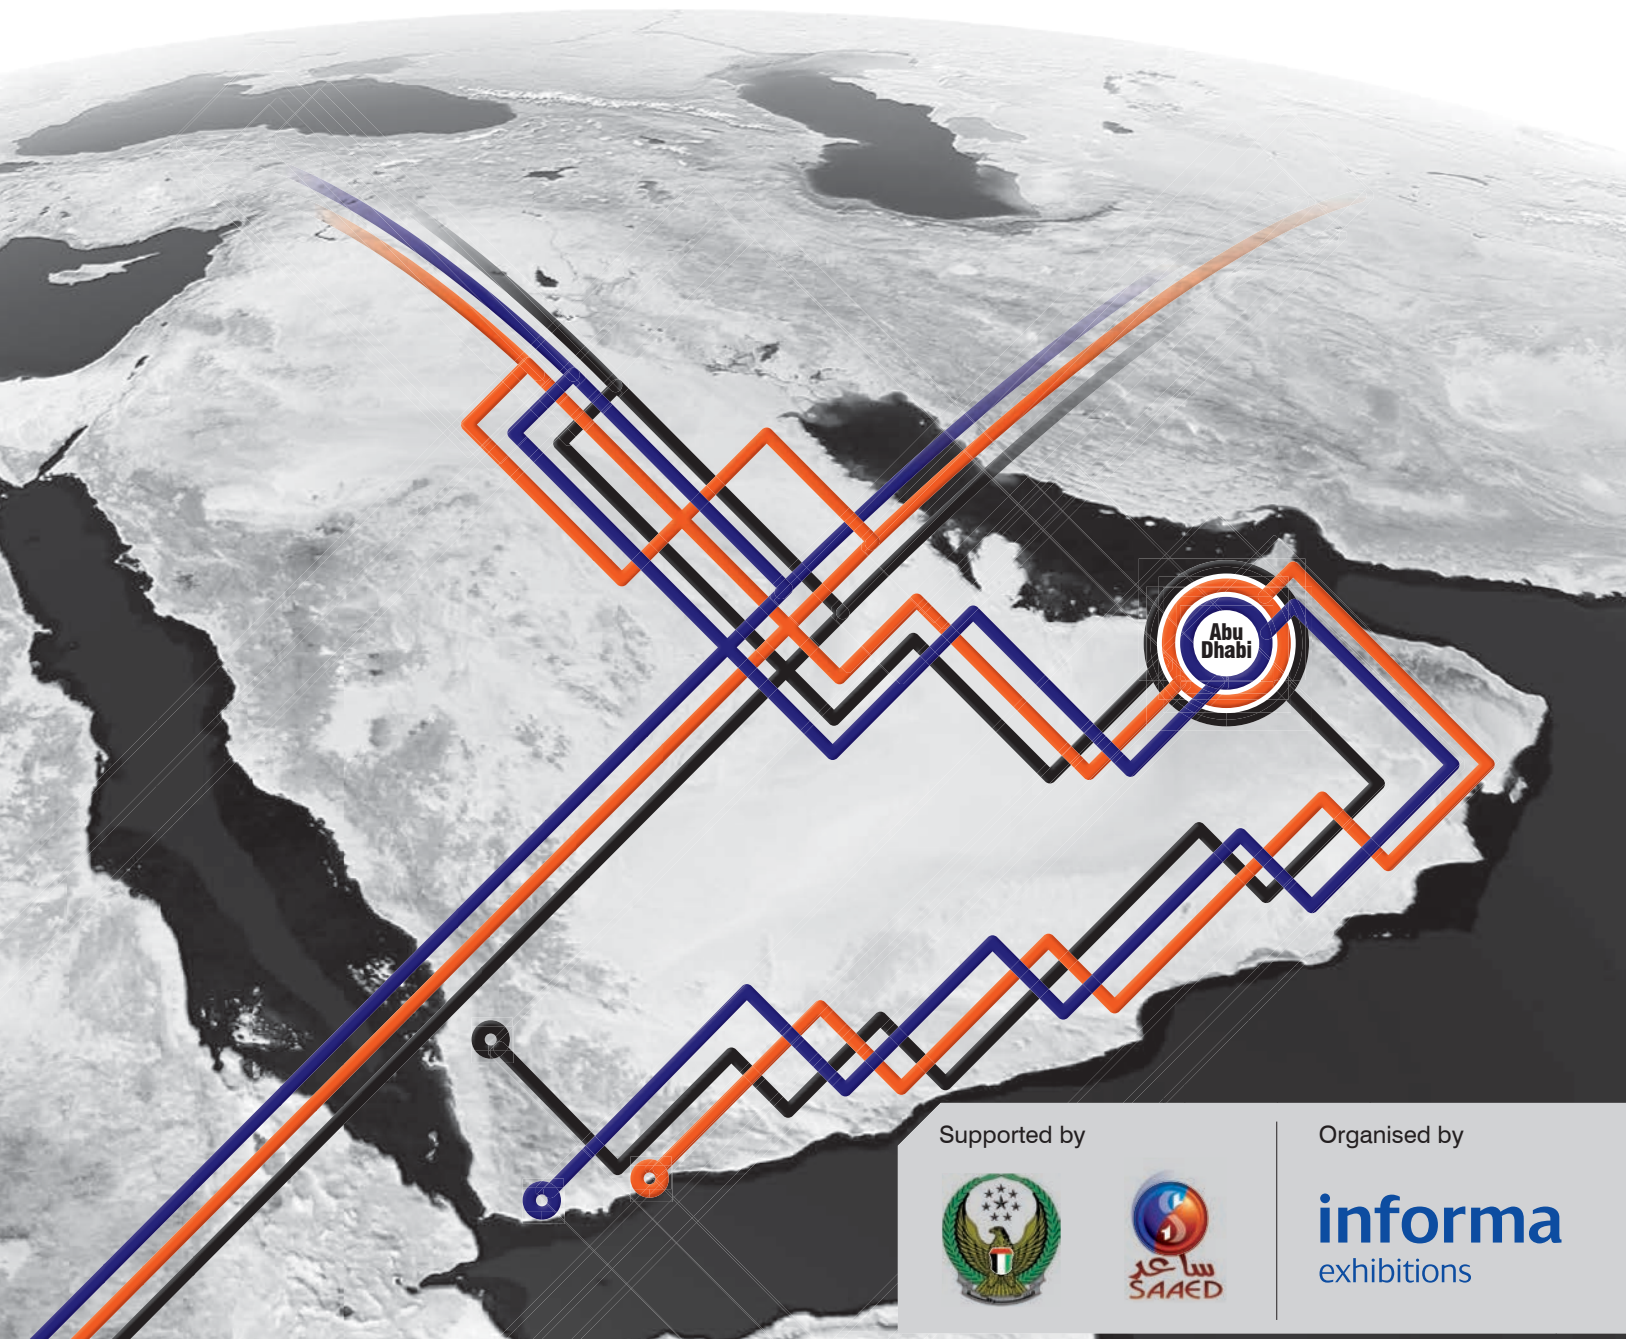 Abu
Dhabi
Supported by
Organised by
ساعد
SAAED
informa
exhibitions